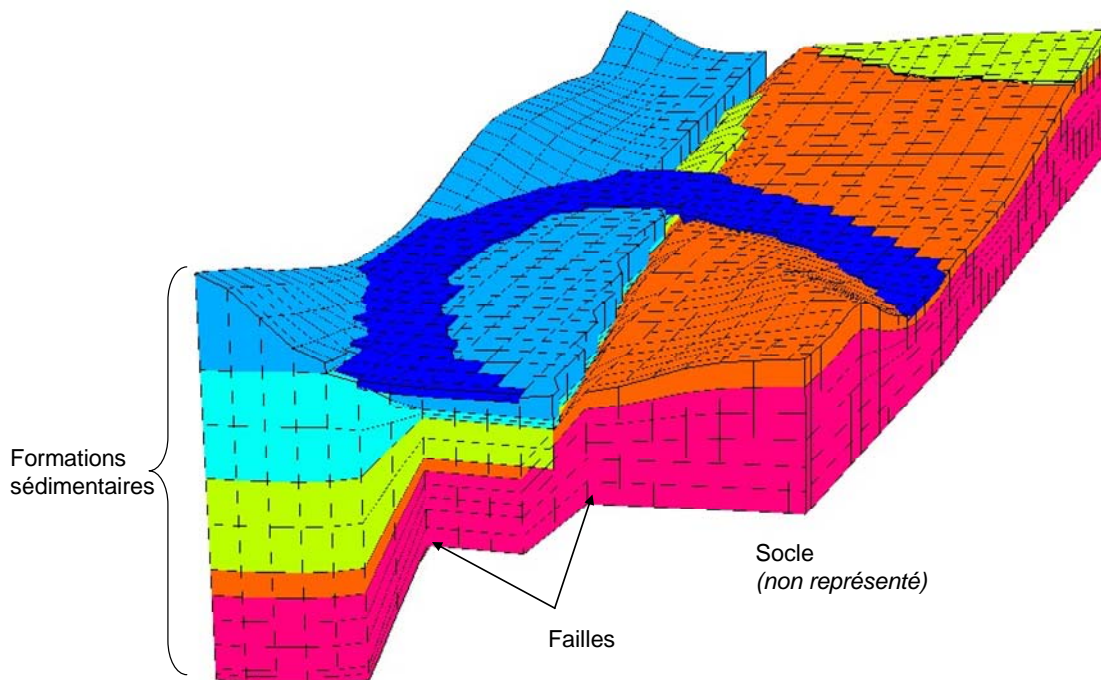 Formations
sédimentaires
Socle
(non représenté)
Failles